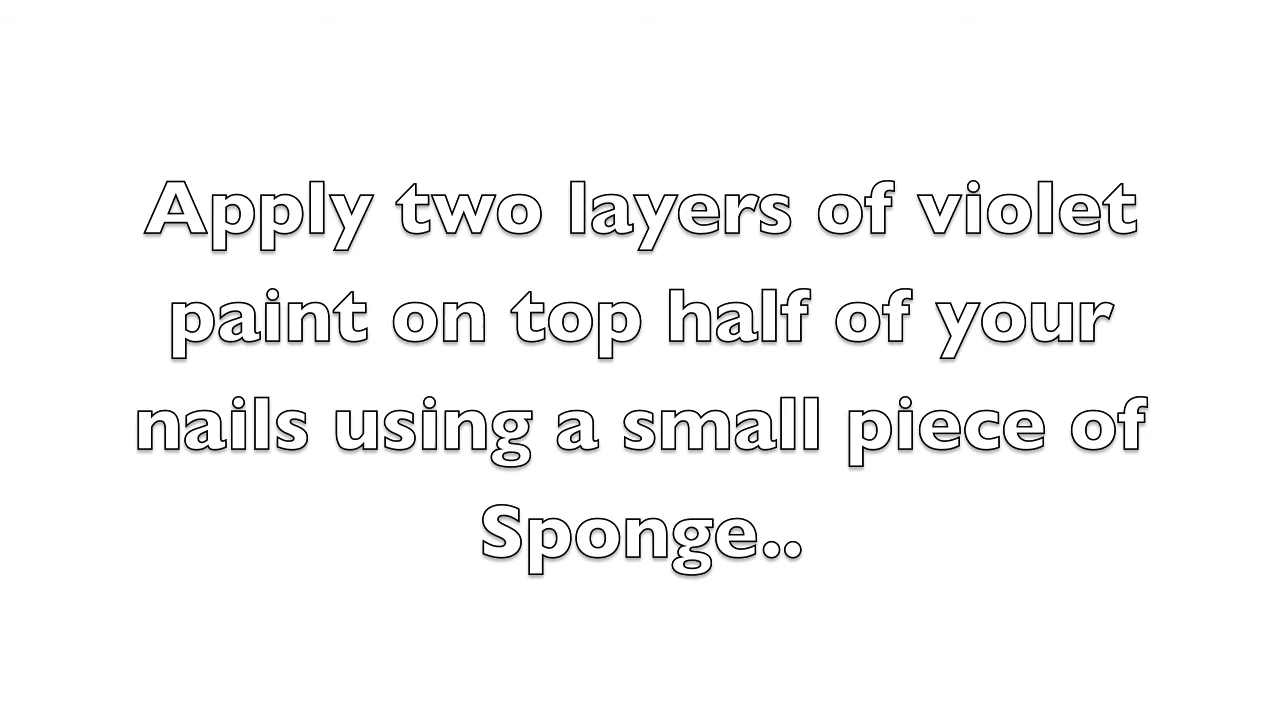 Apply two layers of violet
paint on top half of your
nails using a small piece of
Sponge..